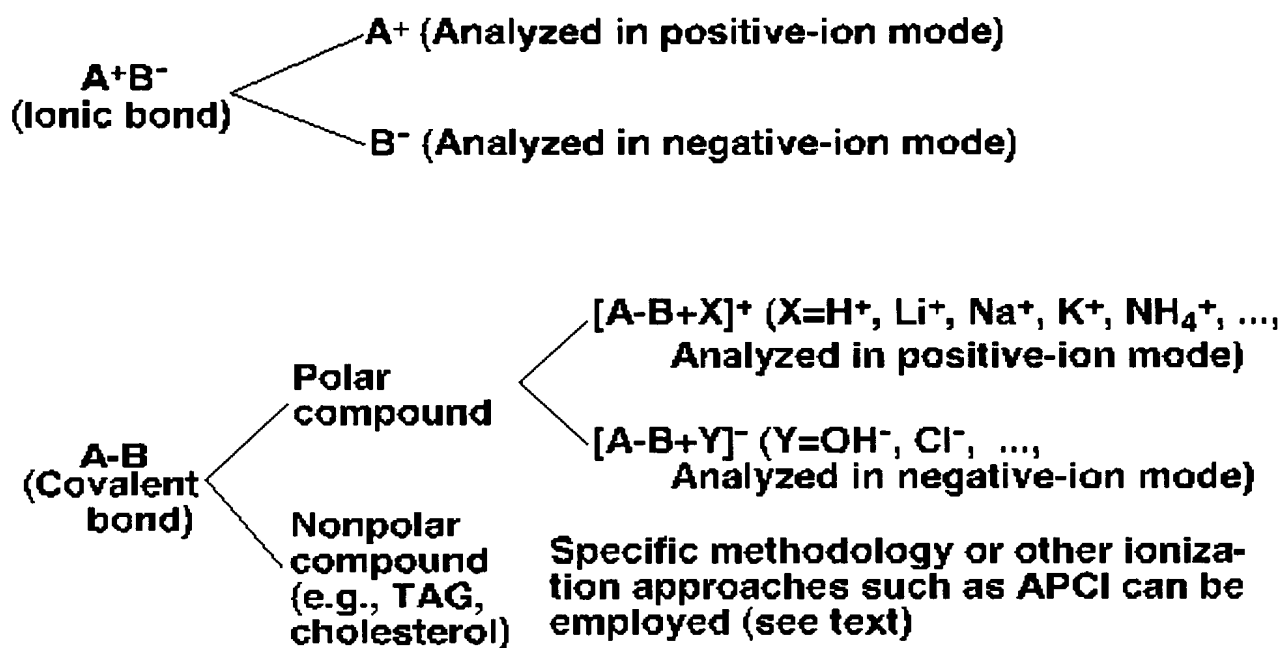 A⁺ (Analyzed in positive-ion mode)
A⁺B⁻
(Ionic bond)
B⁻ (Analyzed in negative-ion mode)
[A-B+X]⁺ (X=H⁺, Li⁺, Na⁺, K⁺, NH₄⁺, ...,
Analyzed in positive-ion mode)
Polar
compound
[A-B+Y]⁻ (Y=OH⁻, Cl⁻, ...,
Analyzed in negative-ion mode)
A-B
(Covalent
bond)
Nonpolar
compound
(e.g., TAG,
cholesterol)
Specific methodology or other ioniza-
tion approaches such as APCI can be
employed (see text)